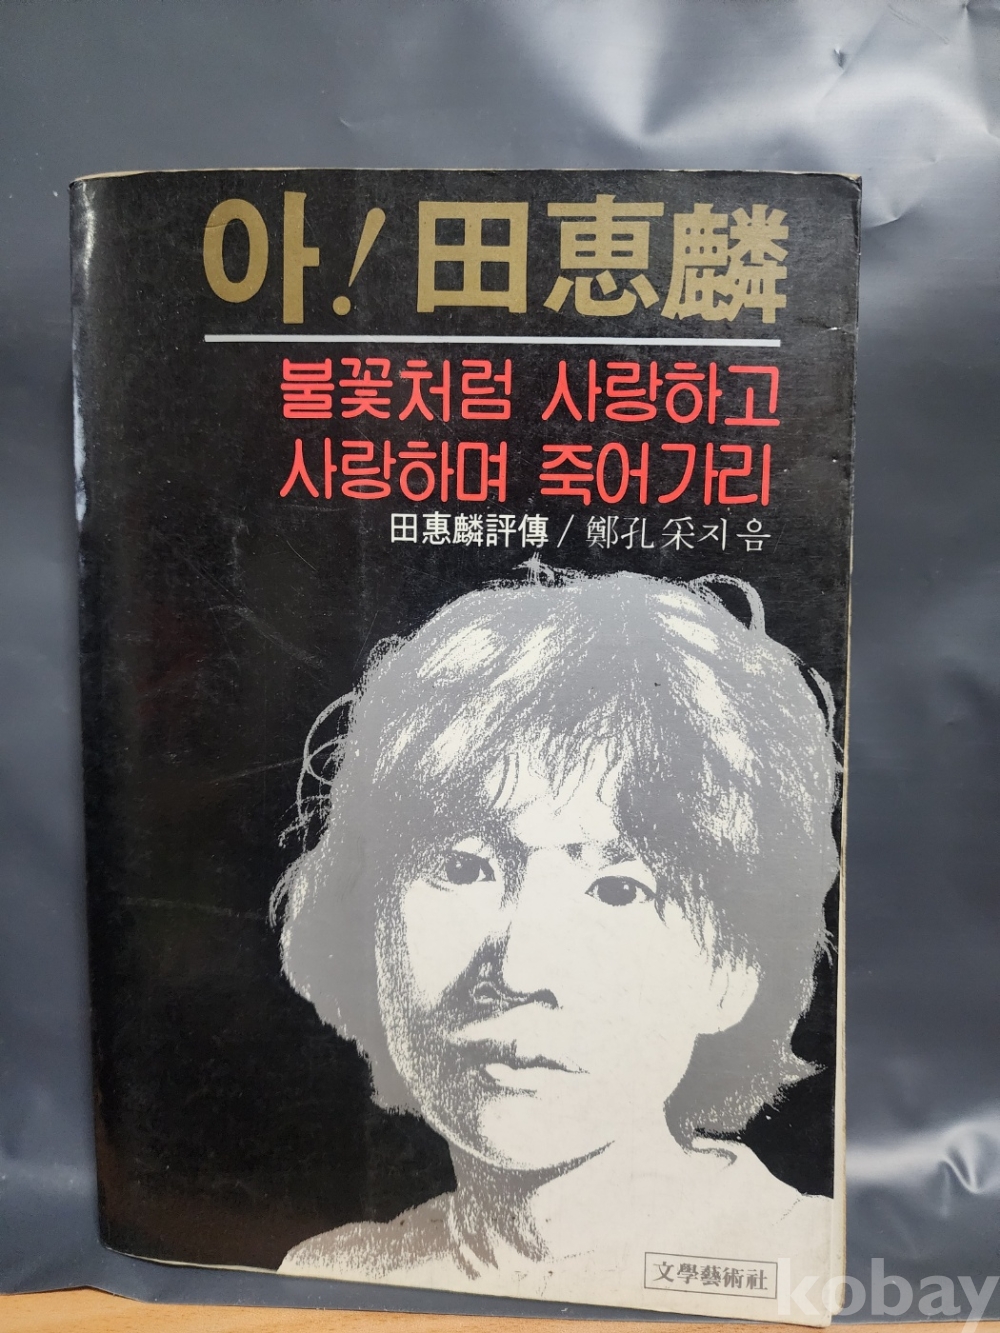 아! 田恵麟
불꽃처럼 사랑하고
사랑하며 죽어가리
田惠麟評傳 / 鄭孔采지음
文學藝術社
kobay